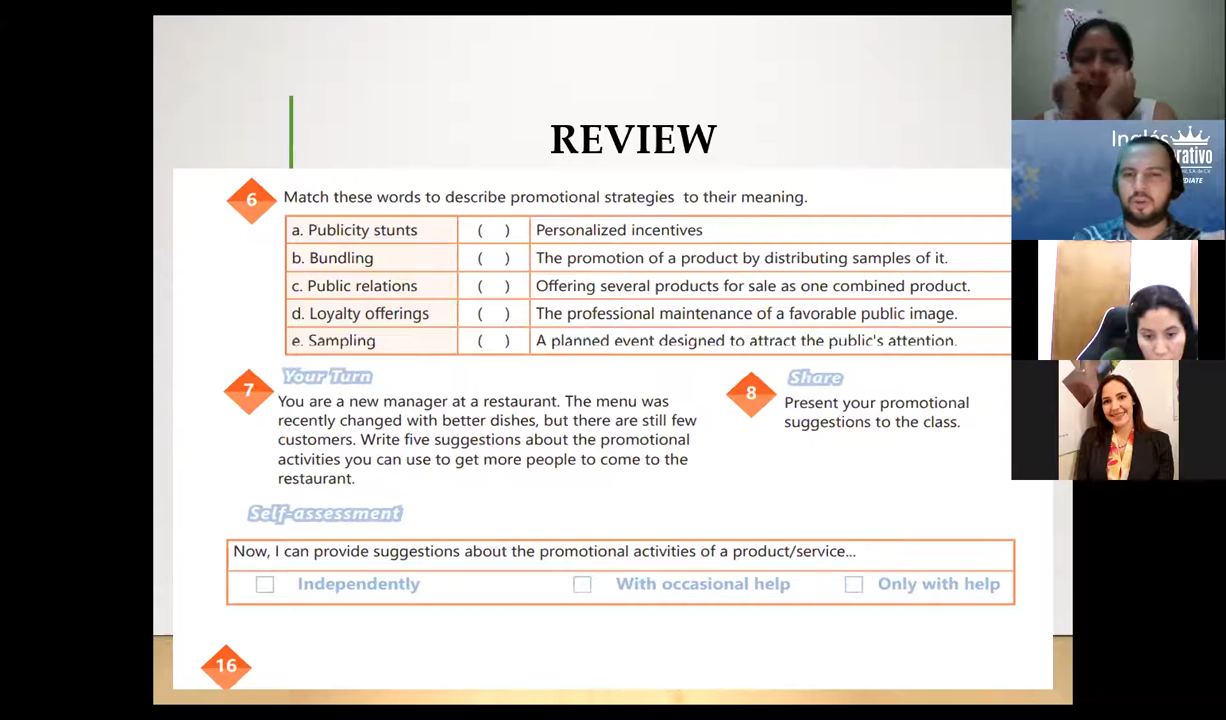 REVIEW
6 Match these words to describe promotional strategies to their meaning.
a. Publicity stunts ( ) Personalized incentives
b. Bundling ( ) The promotion of a product by distributing samples of it.
c. Public relations ( ) Offering several products for sale as one combined product.
d. Loyalty offerings ( ) The professional maintenance of a favorable public image.
e. Sampling ( ) A planned event designed to attract the public's attention.
7 Your Turn
You are a new manager at a restaurant. The menu was
recently changed with better dishes, but there are still few
customers. Write five suggestions about the promotional
activities you can use to get more people to come to the
restaurant.
8 Share
Present your promotional
suggestions to the class.
Self-assessment
Now, I can provide suggestions about the promotional activities of a product/service...
Independently With occasional help Only with help
16
Inglés